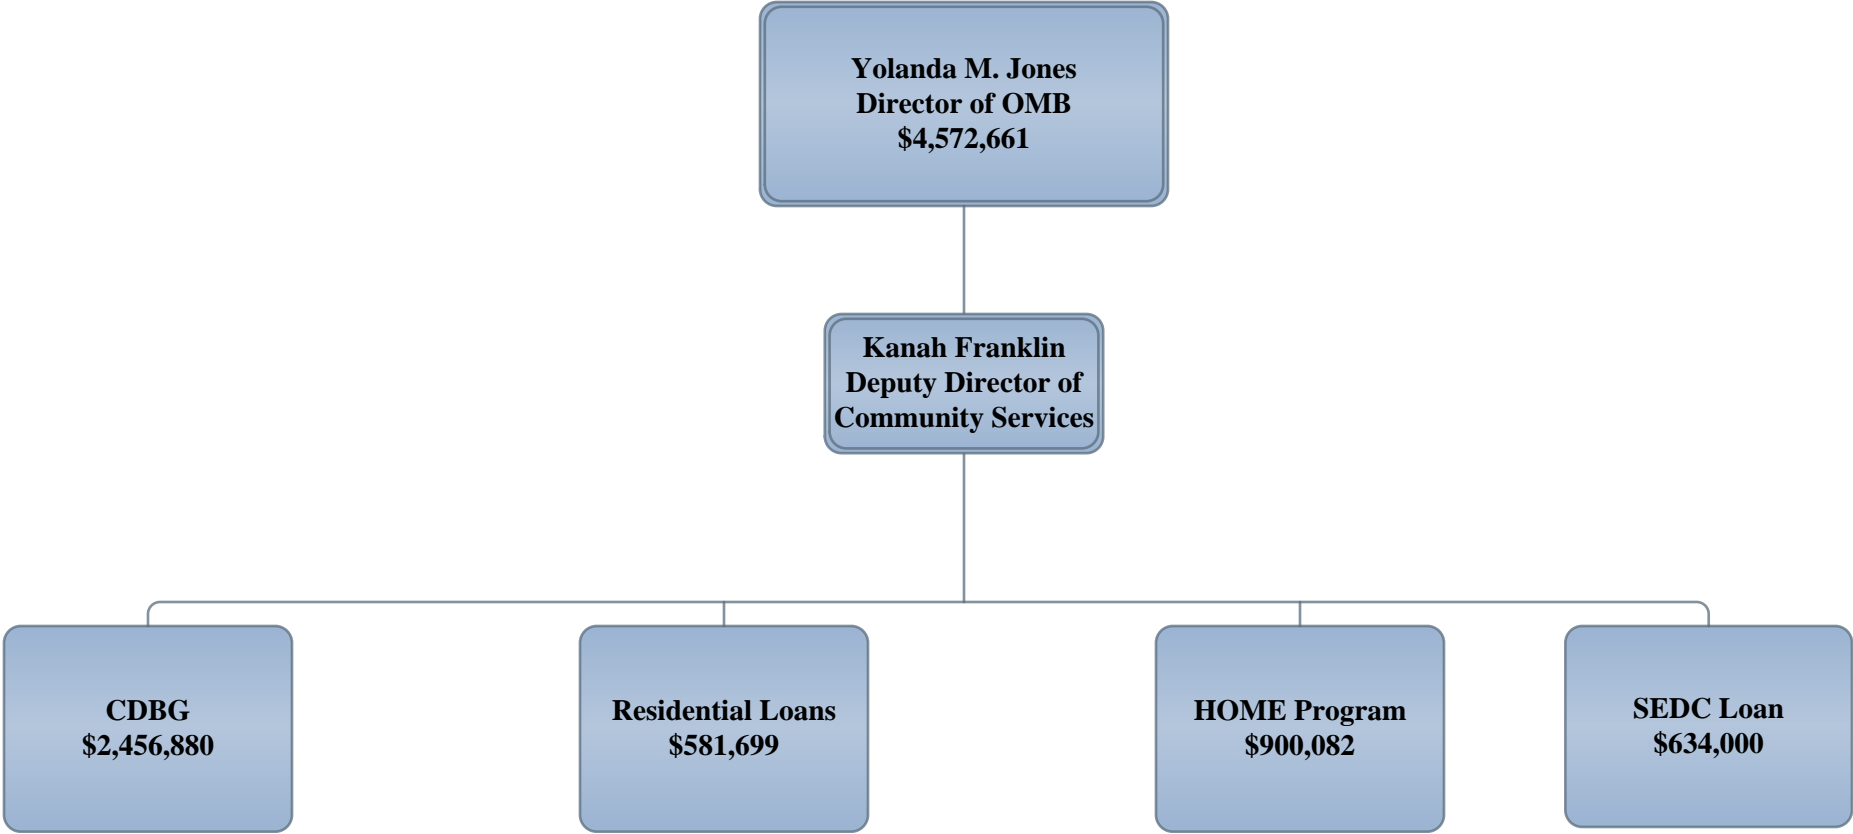 Yolanda M. Jones
Director of OMB
$4,572,661
Kanah Franklin
Deputy Director of
Community Services
CDBG
$2,456,880
Residential Loans
$581,699
HOME Program
$900,082
SEDC Loan
$634,000